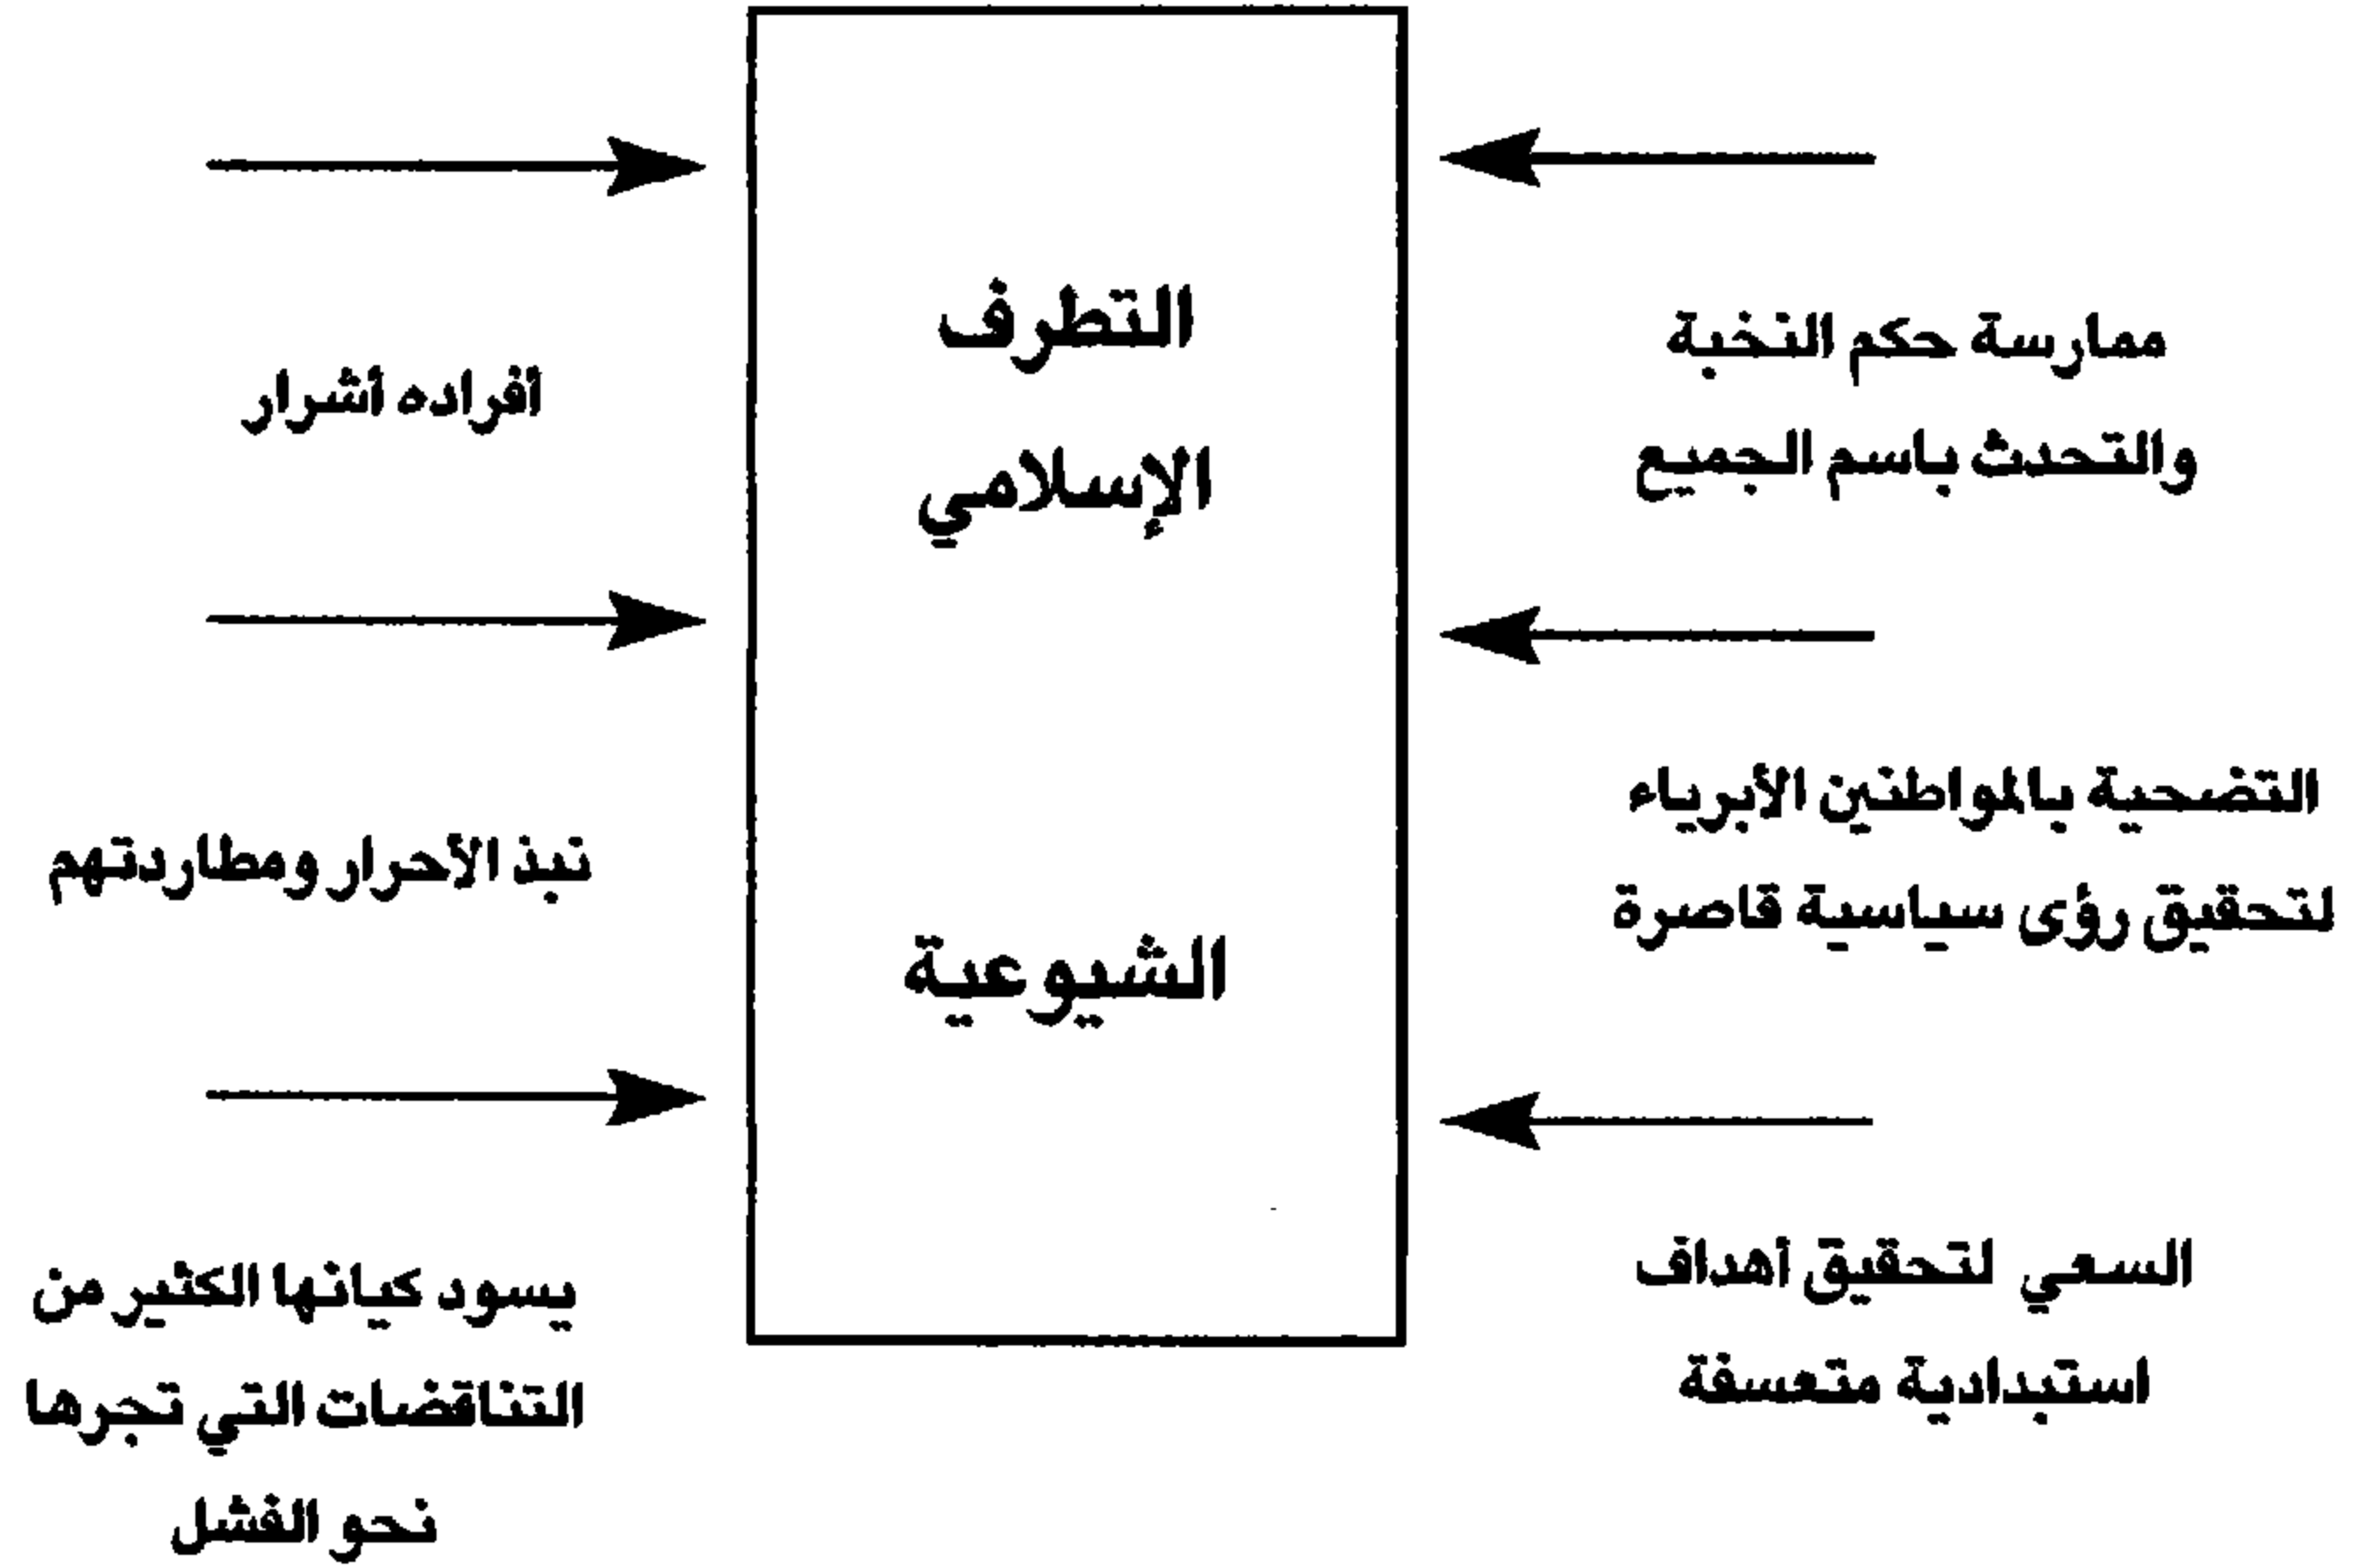 ممارسة حكم النخبة
والتحدث باسم الجميع
التضحية بالمواطنين الأبرياء
لتحقيق رؤى سياسية قاصرة
السعي لتحقيق أهداف
استبدادية متعسفة
التطرف
الإسلامي
الشيوعية
أفراده أشرار
نبذ الأحرار ومطاردتهم
يسود كيانها الكثير من
التناقضات التي تجرها
نحو الفشل